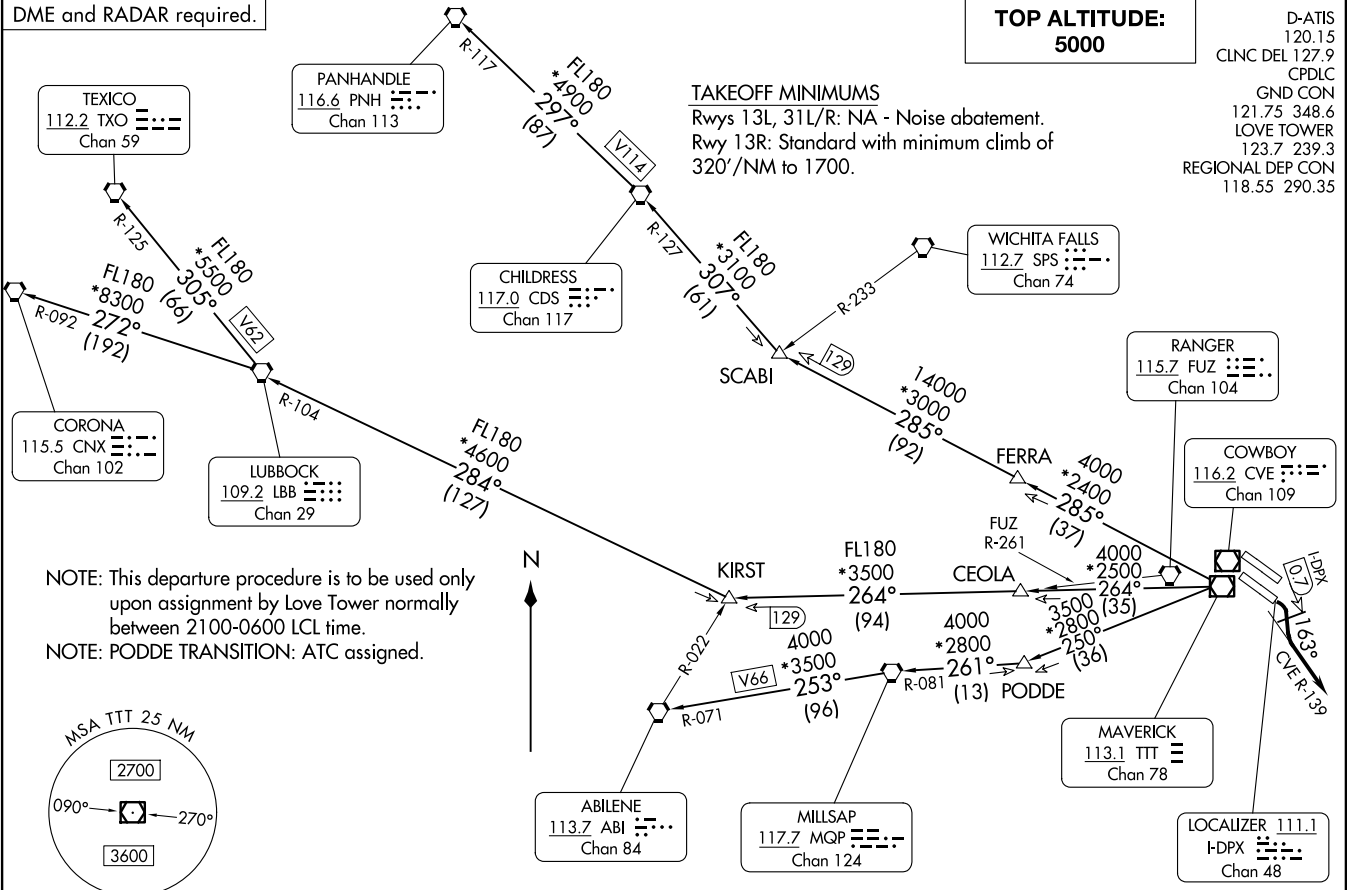 DME and RADAR required.
TOP ALTITUDE:
5000
D-ATIS
120.15
CLNC DEL 127.9
CPDLC
GND CON
121.75 348.6
LOVE TOWER
123.7 239.3
REGIONAL DEP CON
118.55 290.35
TAKEOFF MINIMUMS
Rwys 13L, 31L/R: NA - Noise abatement.
Rwy 13R: Standard with minimum climb of
320'/NM to 1700.
PANHANDLE
116.6 PNH
Chan 113
R-117
FL180
*4900
297°
(87)
V114
TEXICO
112.2 TXO
Chan 59
R-125
FL180
*5500
305°
(66)
V62
FL180
*8300
272°
(192)
R-092
CORONA
115.5 CNX
Chan 102
LUBBOCK
109.2 LBB
Chan 29
R-104
FL180
*4600
284°
(127)
CHILDRESS
117.0 CDS
Chan 117
R-127
FL180
*3100
307°
(61)
WICHITA FALLS
112.7 SPS
Chan 74
R-233
SCABI
129
14000
*3000
285°
(92)
FERRA
4000
*2400
285°
(37)
RANGER
115.7 FUZ
Chan 104
COWBOY
116.2 CVE
Chan 109
FUZ
R-261
4000
*2500
264°
(35)
CEOLA
FL180
*3500
264°
(94)
KIRST
129
3500
*2800
250°
(36)
PODDE
4000
*2800
261°
(13)
R-081
4000
*3500
253°
(96)
V66
R-071
R-022
I-DPX
0.7
163°
CVE R-139
NOTE: This departure procedure is to be used only
upon assignment by Love Tower normally
between 2100-0600 LCL time.
NOTE: PODDE TRANSITION: ATC assigned.
N
MSA TTT 25 NM
2700
090°
270°
3600
ABILENE
113.7 ABI
Chan 84
MILLSAP
117.7 MQP
Chan 124
MAVERICK
113.1 TTT
Chan 78
LOCALIZER 111.1
I-DPX
Chan 48